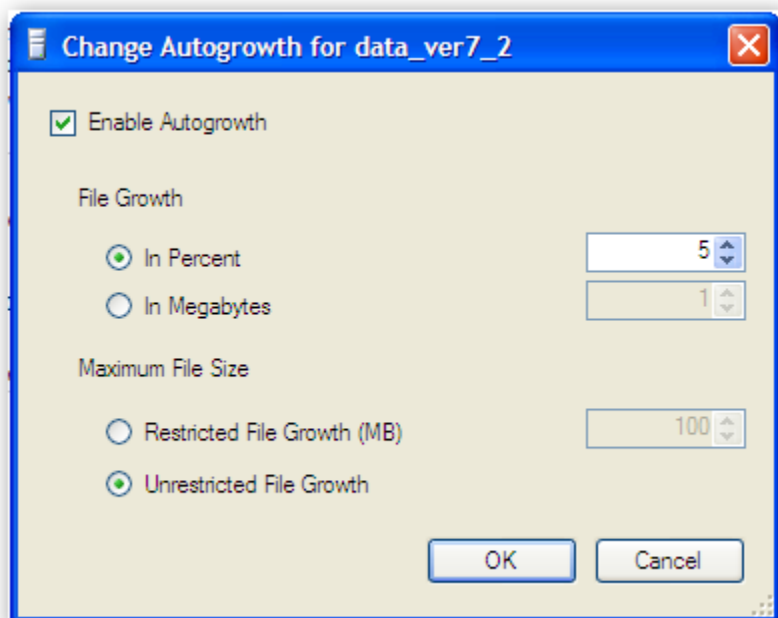 Change Autogrowth for data_ver7_2
Enable Autogrowth
File Growth
In Percent 5
In Megabytes 1
Maximum File Size
Restricted File Growth (MB) 100
Unrestricted File Growth
OK Cancel